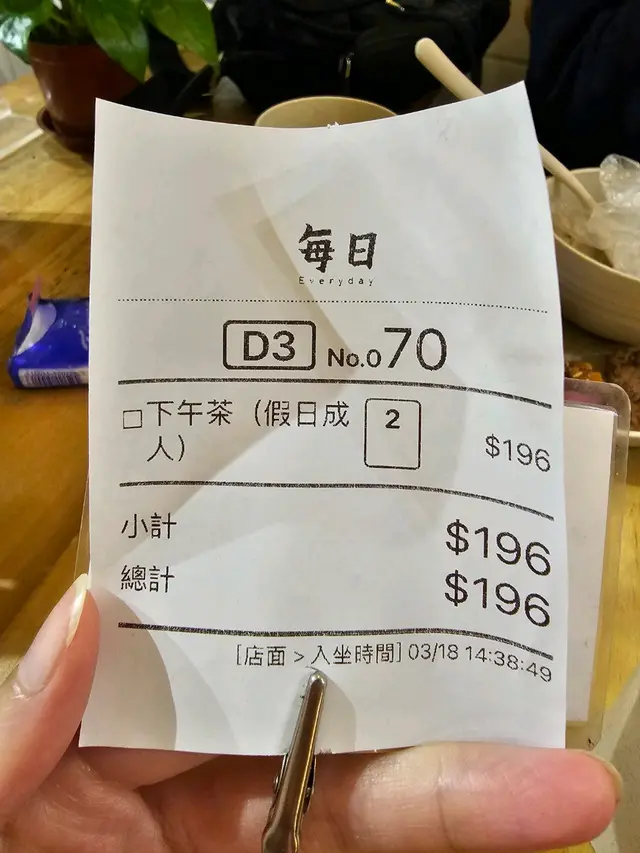 每日
Everyday
D3 No.070
下午茶（假日成 2 $196
人）
小計 $196
總計 $196
[店面 > 入坐時間] 03/18 14:38:49